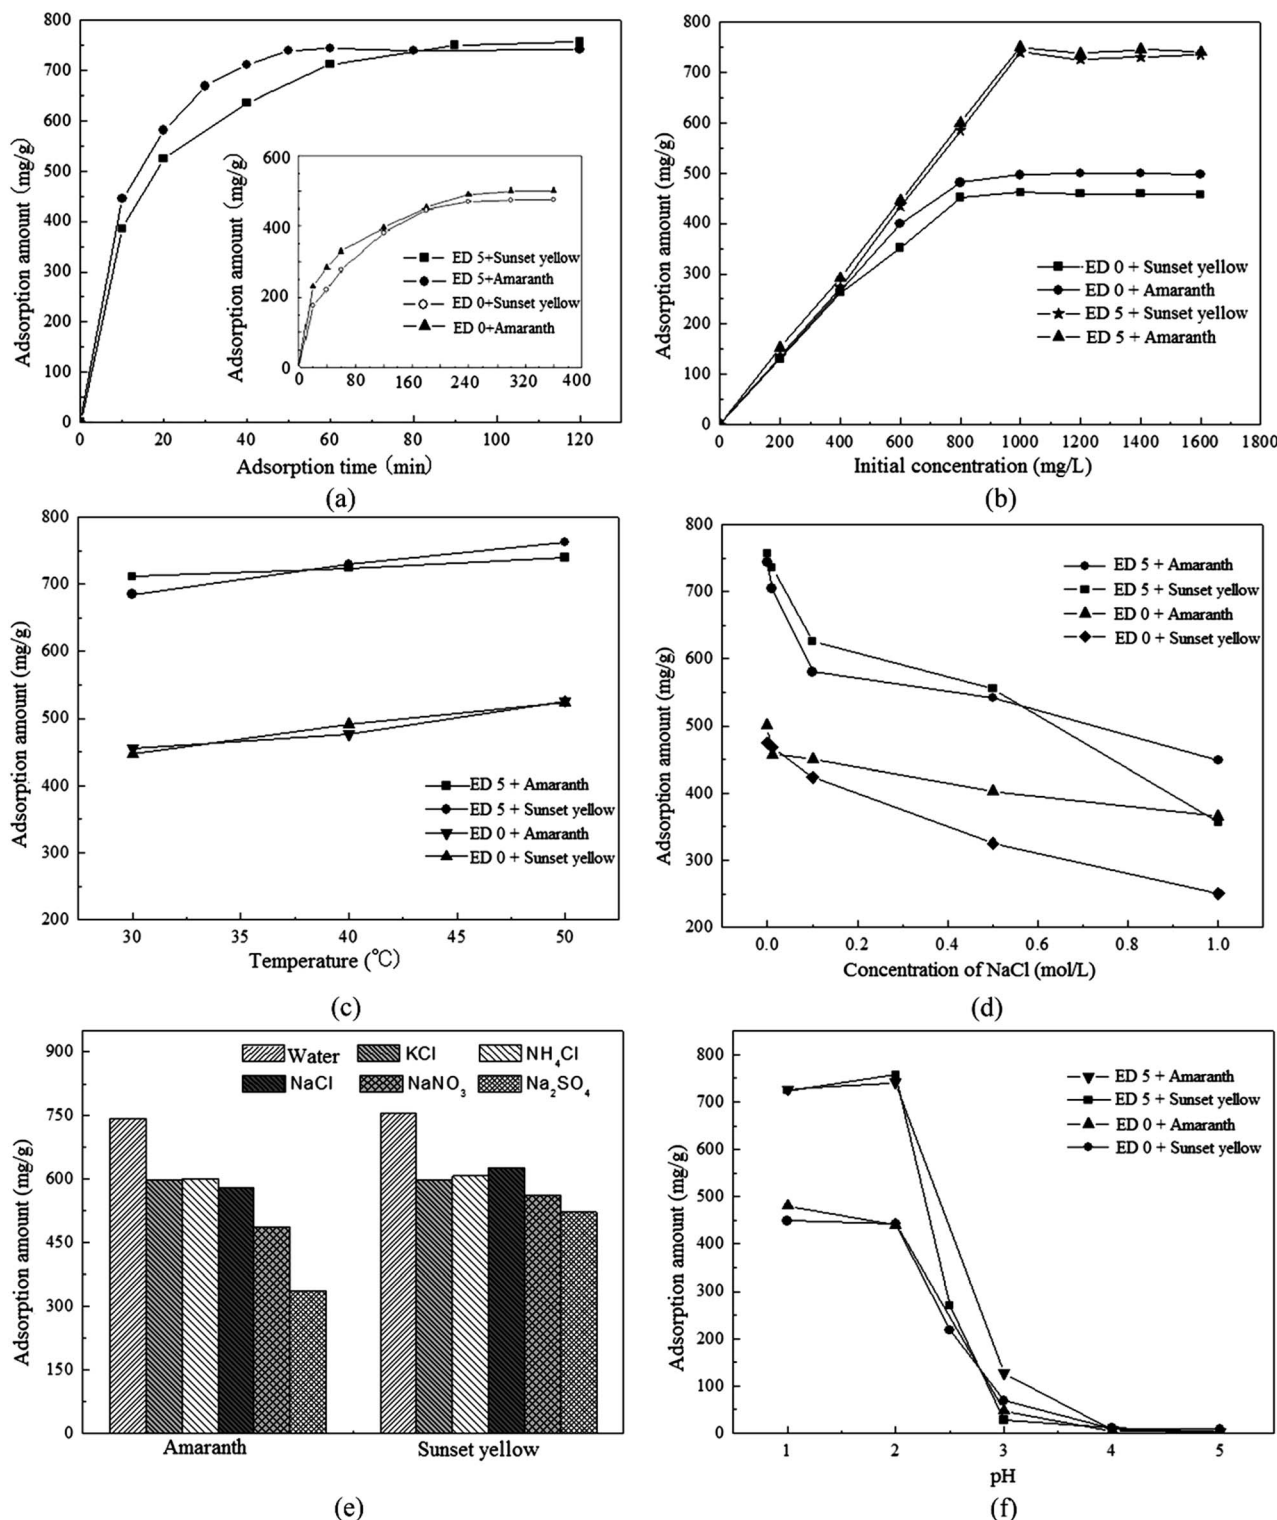 800
700
600
500
400
300
200
100
0
Adsorption amount (mg/g)
600
400
200
0
Adsorption amount (mg/g)
ED 5+Sunset yellow
ED 5+Amaranth
ED 0+Sunset yellow
ED 0+Amaranth
0 80 160 240 320 400
0 20 40 60 80 100 120
Adsorption time (min)
(a)
800
700
600
500
400
300
200
100
0
Adsorption amount (mg/g)
ED 0 + Sunset yellow
ED 0 + Amaranth
ED 5 + Sunset yellow
ED 5 + Amaranth
0 200 400 600 800 1000 1200 1400 1600 1800
Initial concentration (mg/L)
(b)
800
700
600
500
400
300
200
Adsorption amount (mg/g)
ED 5 + Amaranth
ED 5 + Sunset yellow
ED 0 + Amaranth
ED 0 + Sunset yellow
30 35 40 45 50
Temperature (℃)
(c)
800
700
600
500
400
300
200
Adsorption amount (mg/g)
ED 5 + Amaranth
ED 5 + Sunset yellow
ED 0 + Amaranth
ED 0 + Sunset yellow
0.0 0.2 0.4 0.6 0.8 1.0
Concentration of NaCl (mol/L)
(d)
900
750
600
450
300
150
0
Adsorption amount (mg/g)
Water KCl NH₄Cl
NaCl NaNO₃ Na₂SO₄
Amaranth Sunset yellow
(e)
800
700
600
500
400
300
200
100
0
Adsorption amount (mg/g)
ED 5 + Amaranth
ED 5 + Sunset yellow
ED 0 + Amaranth
ED 0 + Sunset yellow
1 2 3 4 5
pH
(f)